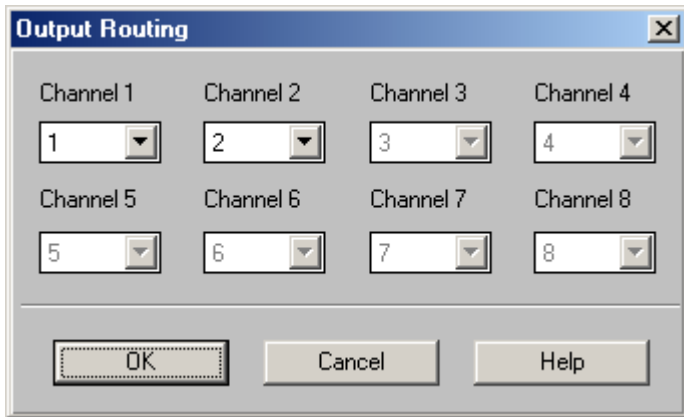 Output Routing
Channel 1 Channel 2 Channel 3 Channel 4
1 2 3 4
Channel 5 Channel 6 Channel 7 Channel 8
5 6 7 8
OK Cancel Help